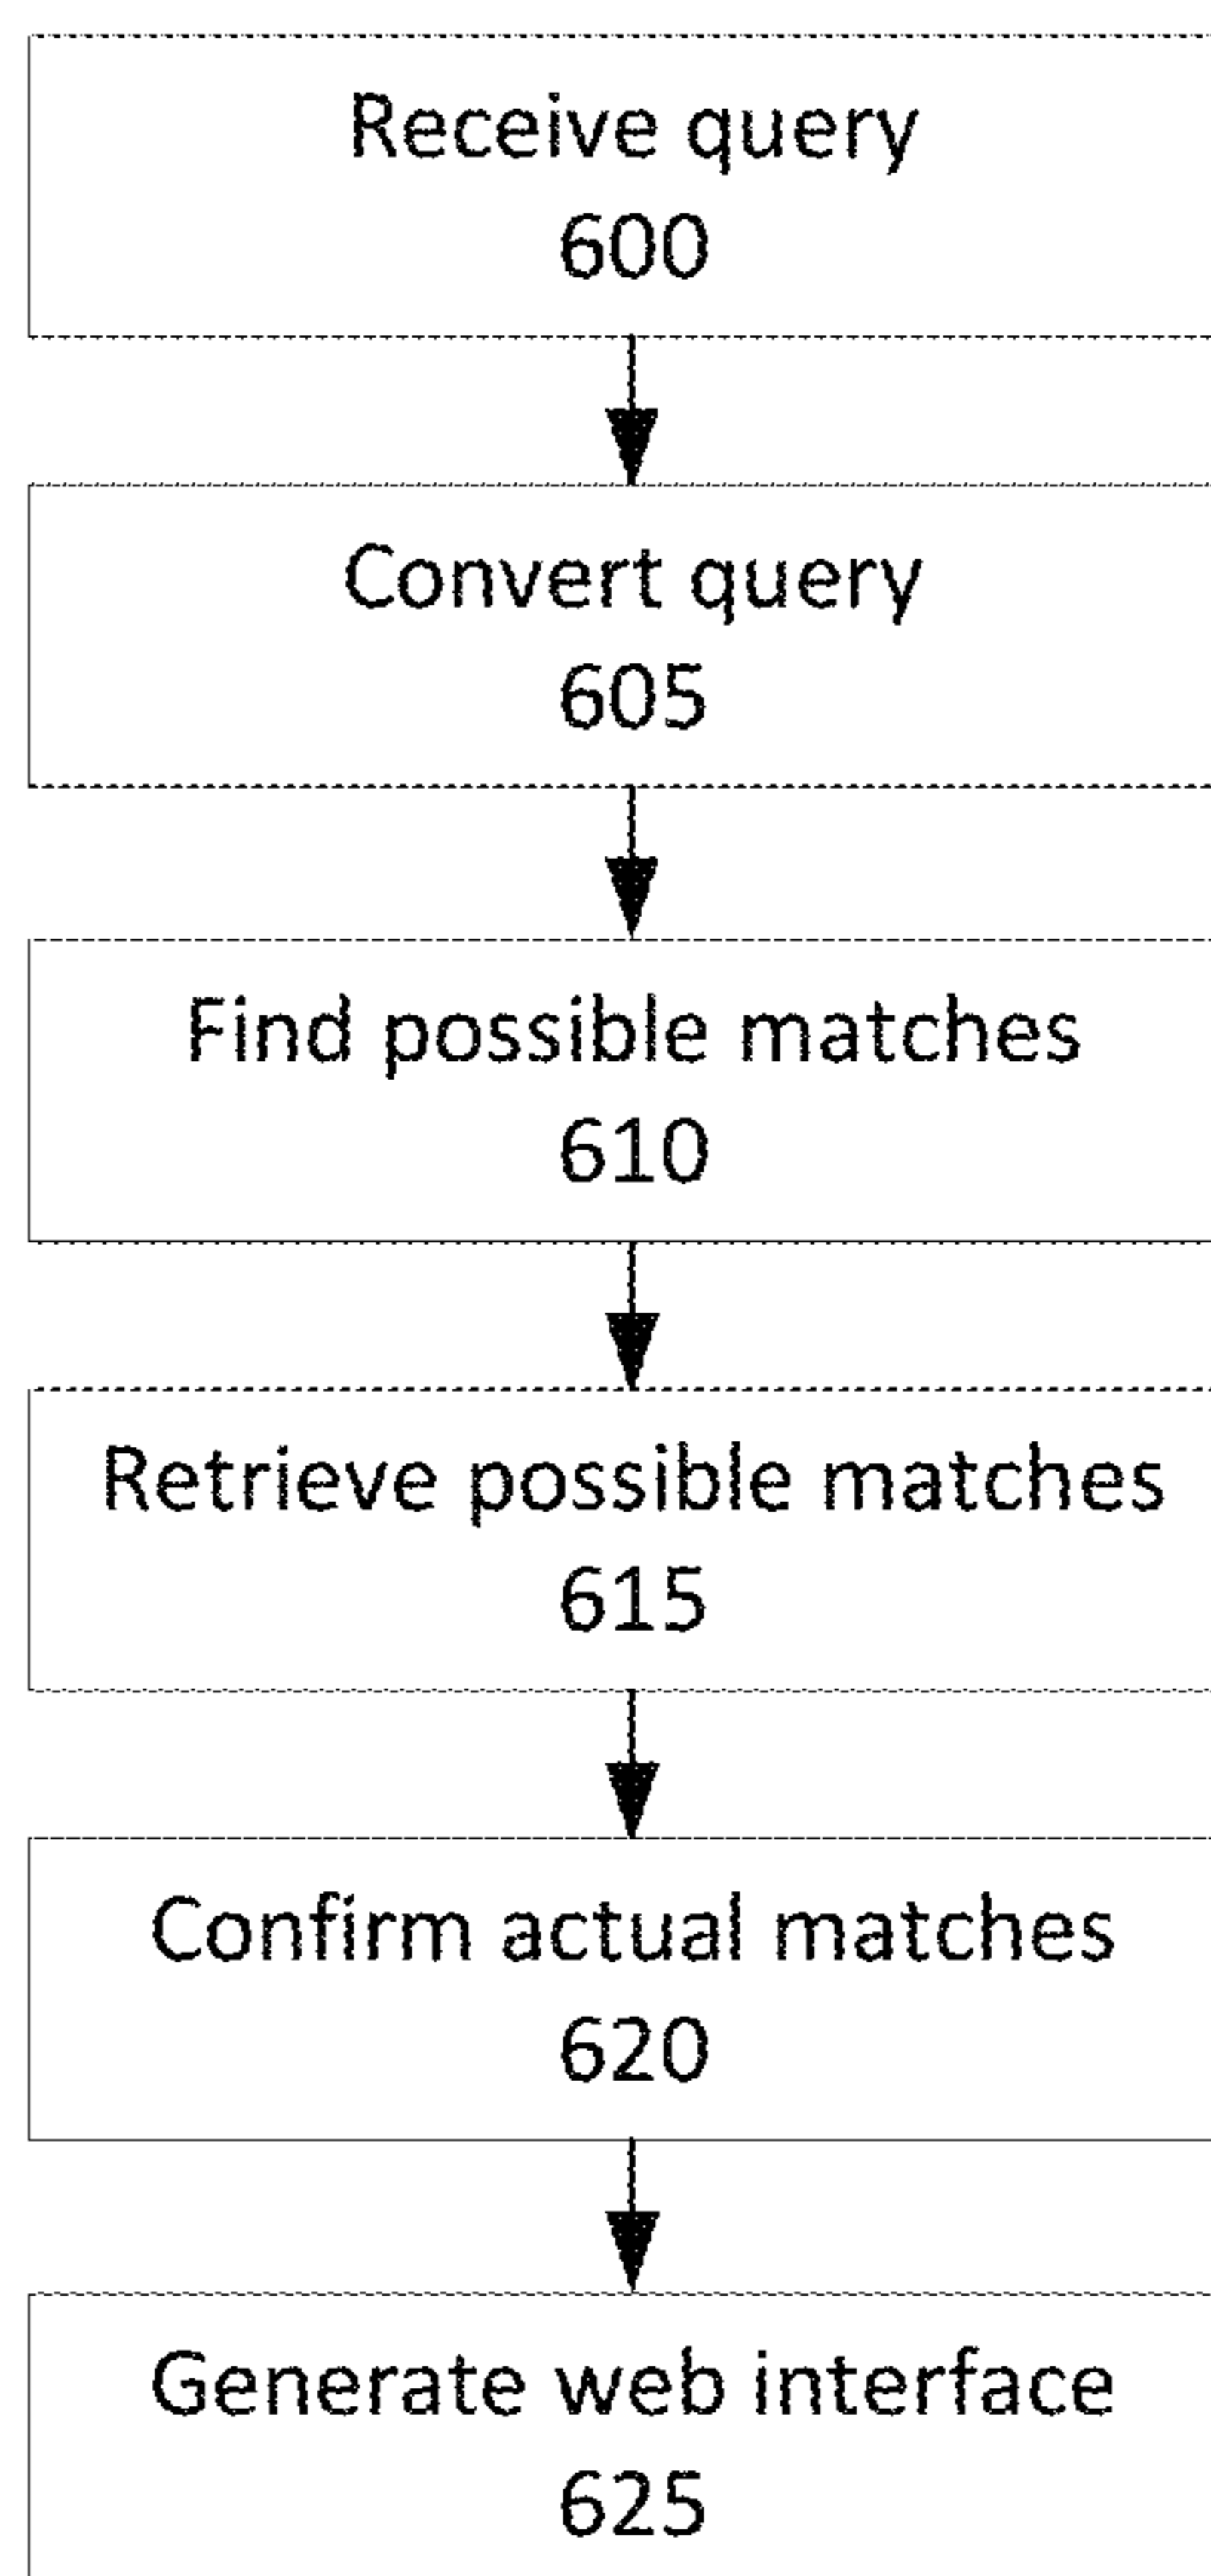 Receive query
600
Convert query
605
Find possible matches
610
Retrieve possible matches
615
Confirm actual matches
620
Generate web interface
625